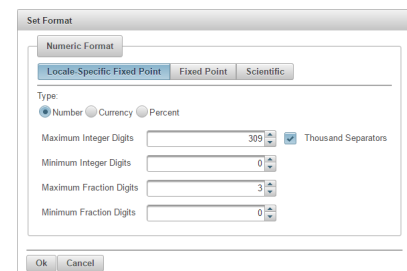 Set Format
Numeric Format
Locale-Specific Fixed Point Fixed Point Scientific
Type:
Number Currency Percent
Maximum Integer Digits 309 Thousand Separators
Minimum Integer Digits 0
Maximum Fraction Digits 3
Minimum Fraction Digits 0
Ok Cancel